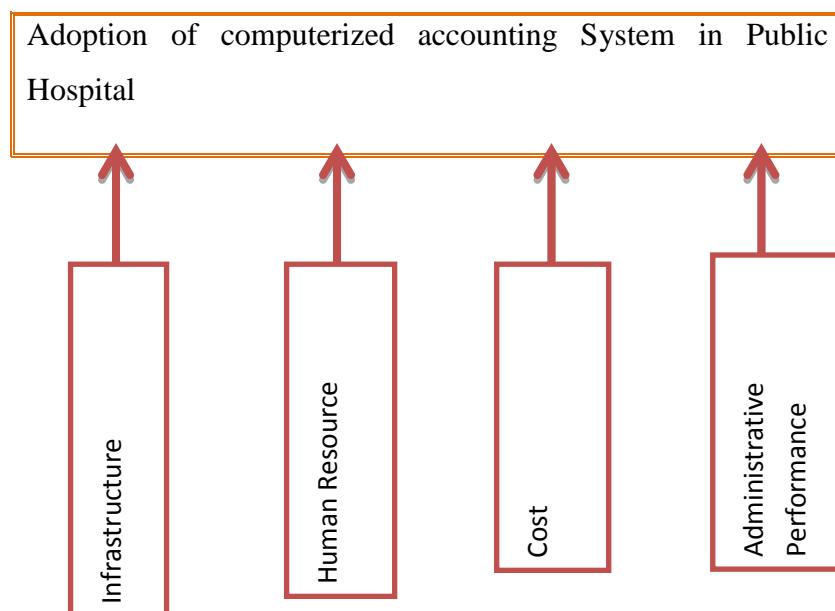 Adoption of computerized accounting System in Public
Hospital
Infrastructure
Human Resource
Cost
Administrative
Performance